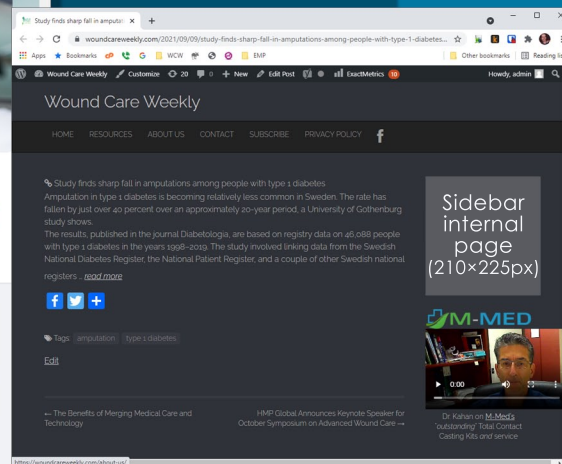 Study finds sharp fall in amputati
woundcareweekly.com/2021/09/09/study-finds-sharp-fall-in-amputations-among-people-with-type-1-diabetes...
Apps Bookmarks G WCW EMP Other bookmarks Reading lis
Wound Care Weekly Customize 20 0 New Edit Post ExactMetrics 10 Howdy, admin
Wound Care Weekly
HOME RESOURCES ABOUT US CONTACT SUBSCRIBE PRIVACY POLICY f
Study finds sharp fall in amputations among people with type 1 diabetes
Amputation in type 1 diabetes is becoming relatively less common in Sweden. The rate has
fallen by just over 40 percent over an approximately 20-year period, a University of Gothenburg
study shows.
The results, published in the journal Diabetologia, are based on registry data on 46,088 people
with type 1 diabetes in the years 1998–2019. The study involved linking data from the Swedish
National Diabetes Register, the National Patient Register, and a couple of other Swedish national
registers … read more
Tags: amputation type 1 diabetes
Edit
← The Benefits of Merging Medical Care and
Technology
HMP Global Announces Keynote Speaker for
October Symposium on Advanced Wound Care →
Sidebar
internal
page
(210×225px)
M-MED
0:00
Dr. Kahan on M-Med's
"outstanding" Total Contact
Casting Kits and service
https://woundcareweekly.com/about-us/